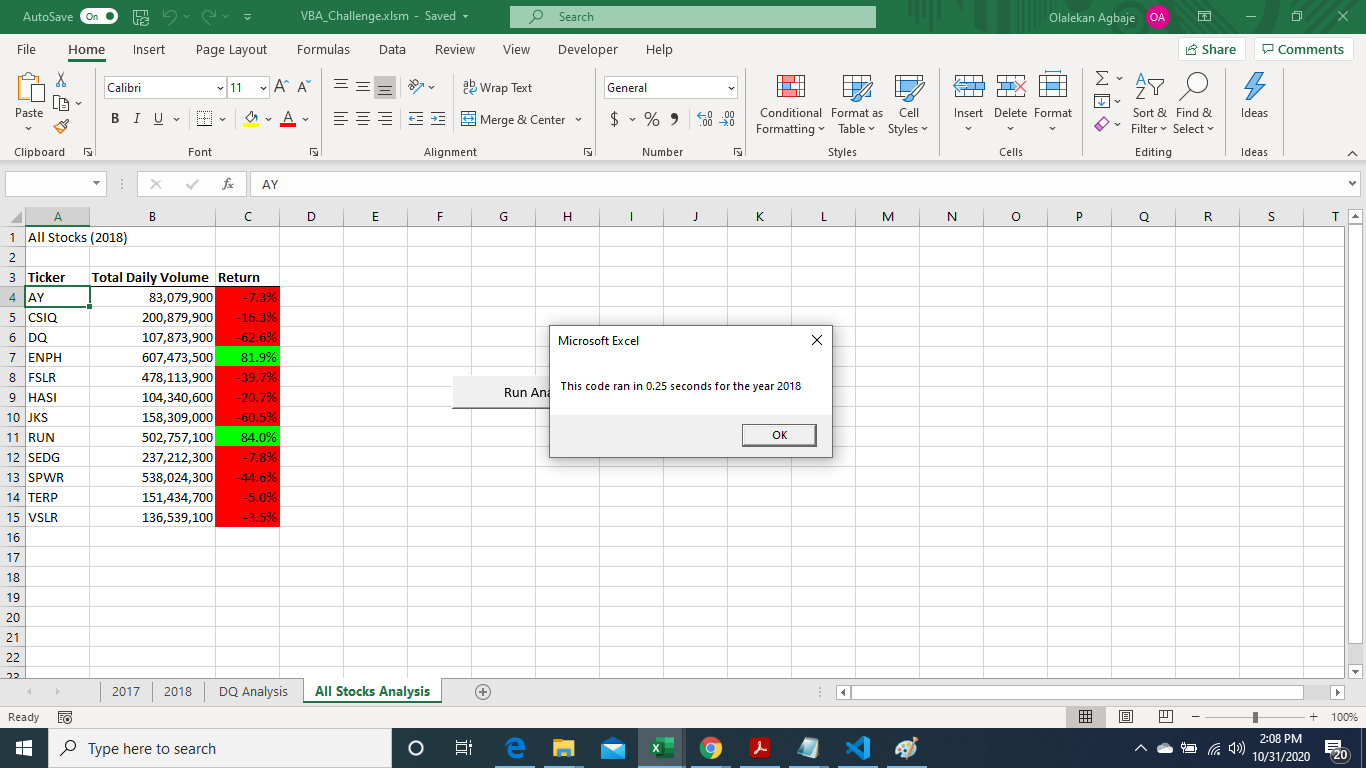 AutoSave On VBA_Challenge.xlsm - Saved Search Olalekan Agbaje OA
File Home Insert Page Layout Formulas Data Review View Developer Help Share Comments
Calibri 11 A A Wrap Text General
Paste B I U A Merge & Center $ % Conditional Formatting Format as Table Cell Styles Insert Delete Format Sort & Filter Find & Select Ideas
Clipboard Font Alignment Number Styles Cells Editing Ideas
fx AY
A B C D E F G H I J K L M N O P Q R S T
1 All Stocks (2018)
2
3 Ticker Total Daily Volume Return
4 AY 83,079,900 -7.3%
5 CSIQ 200,879,900 -16.3%
6 DQ 107,873,900 -62.6%
7 ENPH 607,473,500 81.9%
8 FSLR 478,113,900 -39.7%
9 HASI 104,340,600 -20.7%
10 JKS 158,309,000 -60.5%
11 RUN 502,757,100 84.0%
12 SEDG 237,212,300 -7.8%
13 SPWR 538,024,300 -44.6%
14 TERP 151,434,700 -5.0%
15 VSLR 136,539,100 -3.5%
16
17
18
19
20
21
22
23
Run Ana
Microsoft Excel
This code ran in 0.25 seconds for the year 2018
OK
2017 2018 DQ Analysis All Stocks Analysis
Ready 100%
Type here to search 2:08 PM
10/31/2020 20